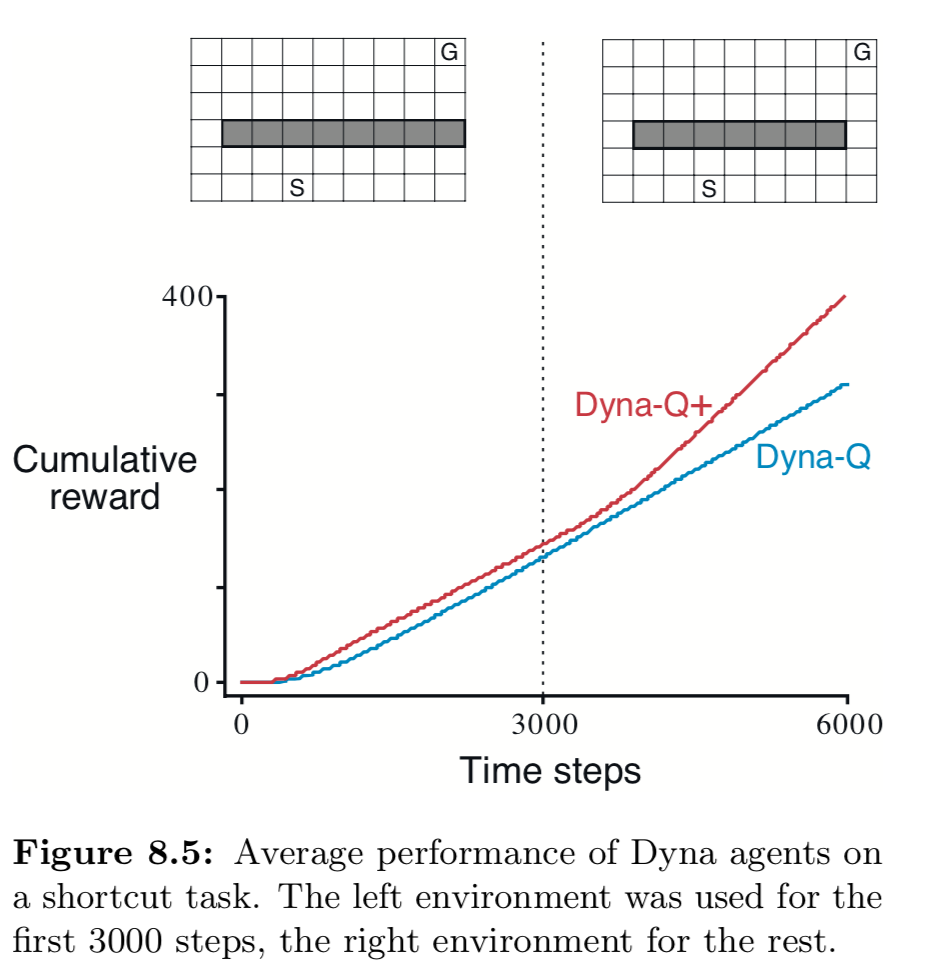 G
G
S
S
400
Dyna-Q+
Cumulative
reward
Dyna-Q
0
0
3000
6000
Time steps
Figure 8.5: Average performance of Dyna agents on
a shortcut task. The left environment was used for the
first 3000 steps, the right environment for the rest.